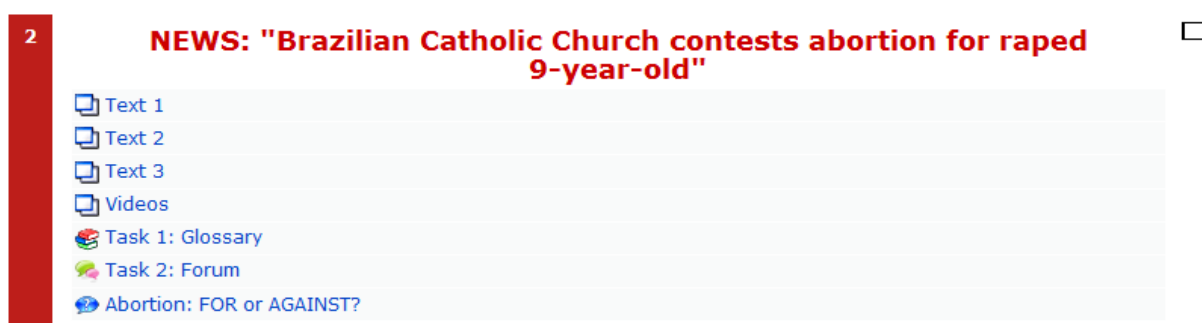 2
NEWS: "Brazilian Catholic Church contests abortion for raped
9-year-old"
Text 1
Text 2
Text 3
Videos
Task 1: Glossary
Task 2: Forum
Abortion: FOR or AGAINST?